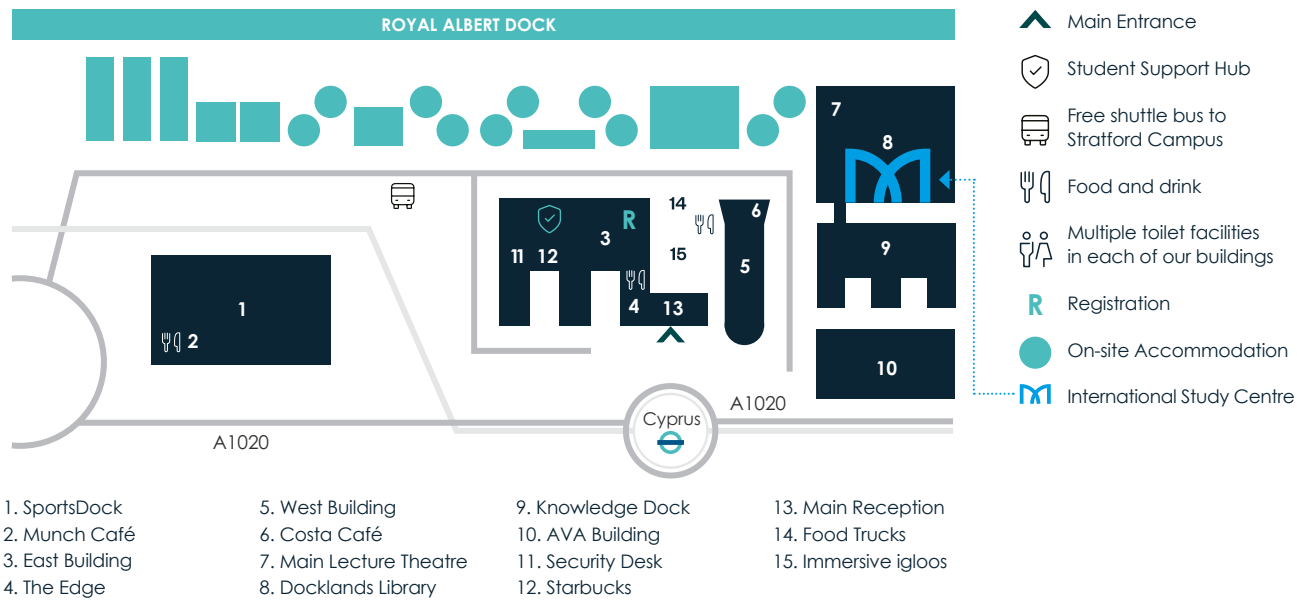 ROYAL ALBERT DOCK
Main Entrance
Student Support Hub
Free shuttle bus to
Stratford Campus
Food and drink
Multiple toilet facilities
in each of our buildings
R Registration
On-site Accommodation
International Study Centre
7
8
14
6
R
3
11 12
15
5
9
1
4 13
2
10
Cyprus
A1020
A1020
1. SportsDock
2. Munch Café
3. East Building
4. The Edge
5. West Building
6. Costa Café
7. Main Lecture Theatre
8. Docklands Library
9. Knowledge Dock
10. AVA Building
11. Security Desk
12. Starbucks
13. Main Reception
14. Food Trucks
15. Immersive igloos